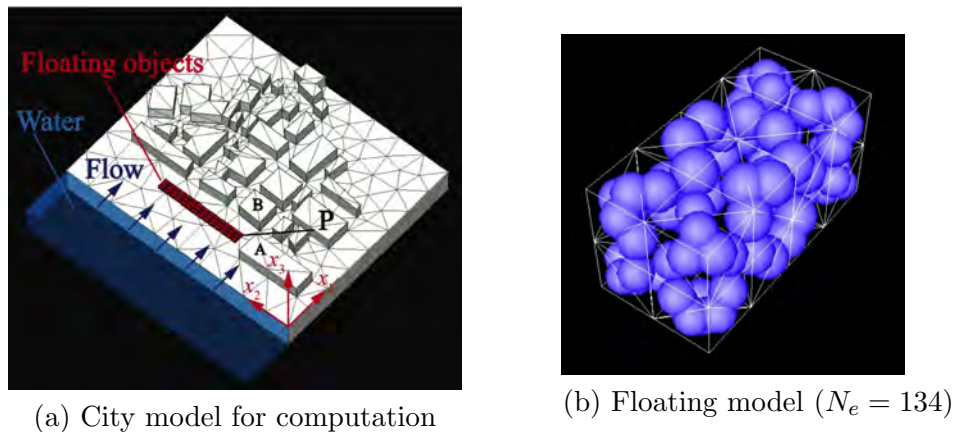 Floating objects
Water
Flow
B
P
A
x₃
x₂
x₁
(a) City model for computation
(b) Floating model (Nₑ = 134)